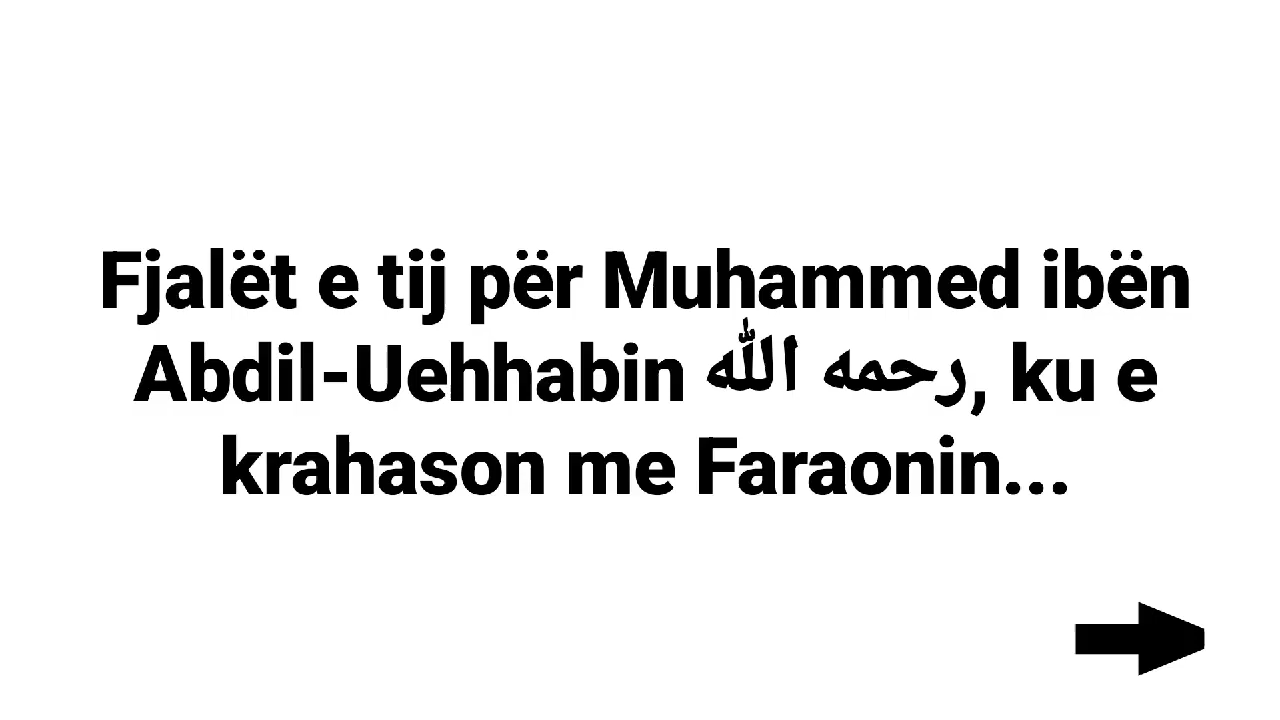 Fjalët e tij për Muhammed ibën
Abdil-Uehhabin رحمه الله, ku e
krahason me Faraonin...